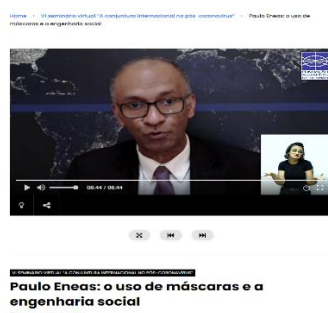 Home › VI seminário virtual "A conjuntura internacional no pós-coronavírus" › Paulo Eneas: o uso de
máscaras e a engenharia social
08:44 / 08:44
VI SEMINÁRIO VIRTUAL "A CONJUNTURA INTERNACIONAL NO PÓS-CORONAVÍRUS"
Paulo Eneas: o uso de máscaras e a
engenharia social